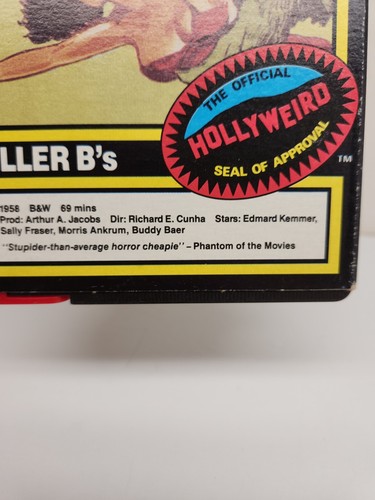 THE OFFICIAL
HOLLYWEIRD
SEAL OF APPROVAL
TM
LLER B's
1958 B&W 69 mins
Prod: Arthur A. Jacobs Dir: Richard E. Cunha Stars: Edmard Kemmer,
Sally Fraser, Morris Ankrum, Buddy Baer
"Stupider-than-average horror cheapie" – Phantom of the Movies